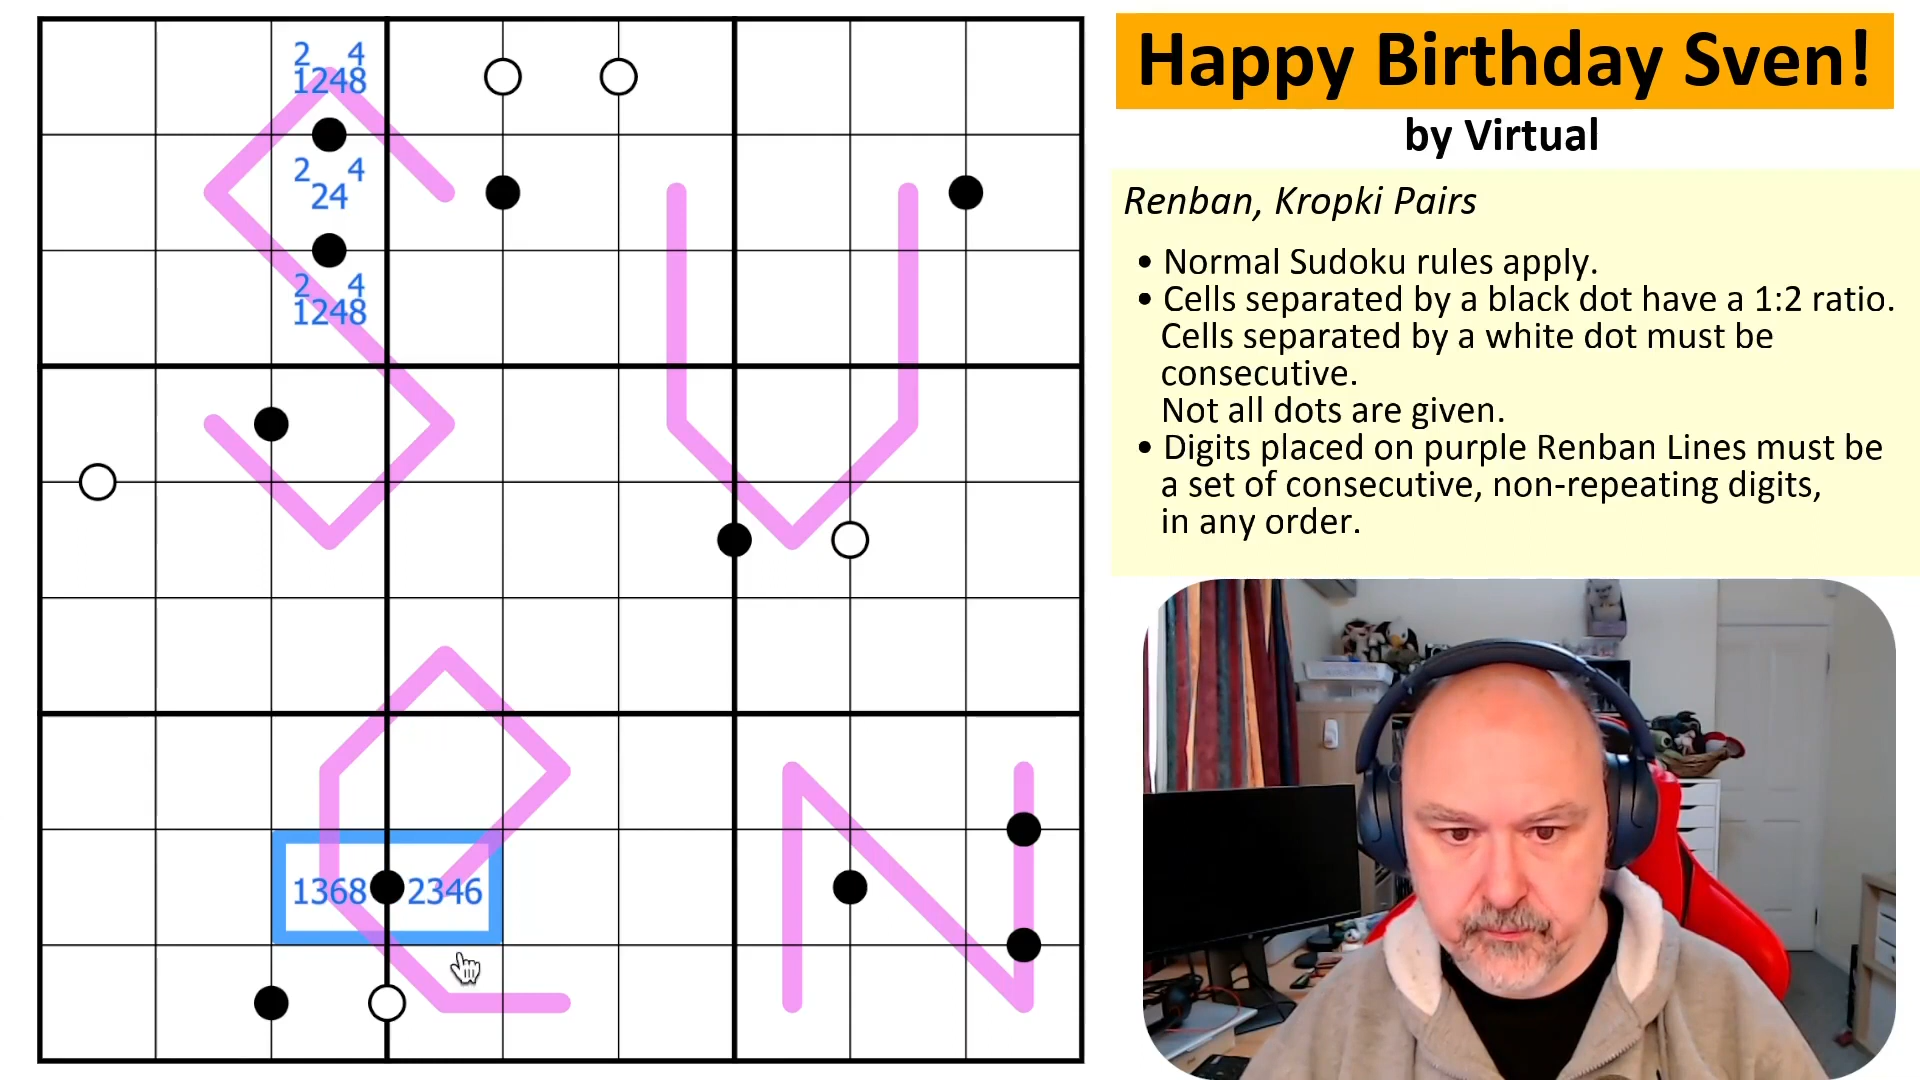 Happy Birthday Sven!
by Virtual
Renban, Kropki Pairs
• Normal Sudoku rules apply.
• Cells separated by a black dot have a 1:2 ratio.
Cells separated by a white dot must be
consecutive.
Not all dots are given.
• Digits placed on purple Renban Lines must be
a set of consecutive, non-repeating digits,
in any order.
2 4
1248
2 4
24
2 4
1248
1368 2346